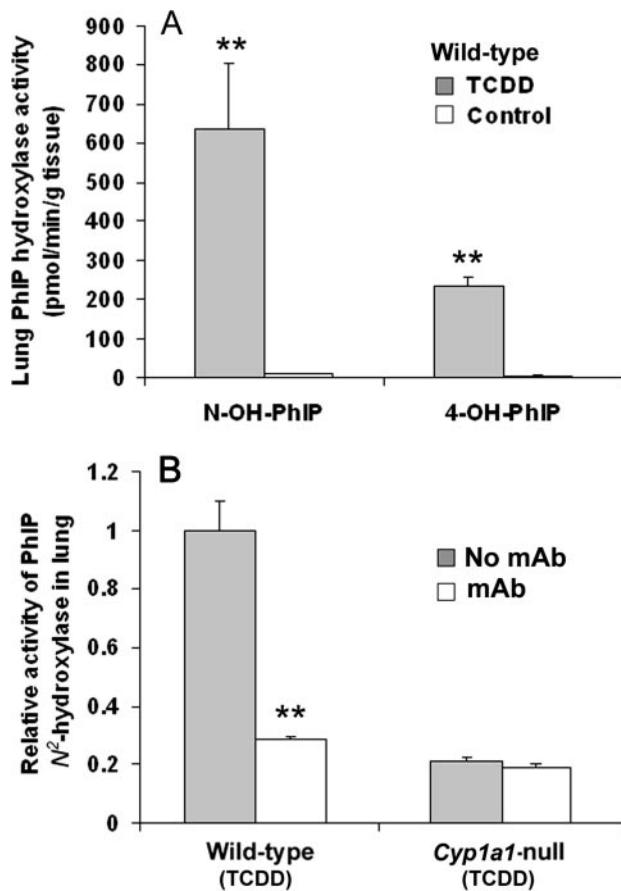 A
Lung PhIP hydroxylase activity
(pmol/min/g tissue)
900
800
700
600
500
400
300
200
100
0
**
**
Wild-type
TCDD
Control
N-OH-PhIP
4-OH-PhIP
B
Relative activity of PhIP
N²-hydroxylase in lung
1.2
1
0.8
0.6
0.4
0.2
0
**
No mAb
mAb
Wild-type
(TCDD)
Cyp1a1-null
(TCDD)